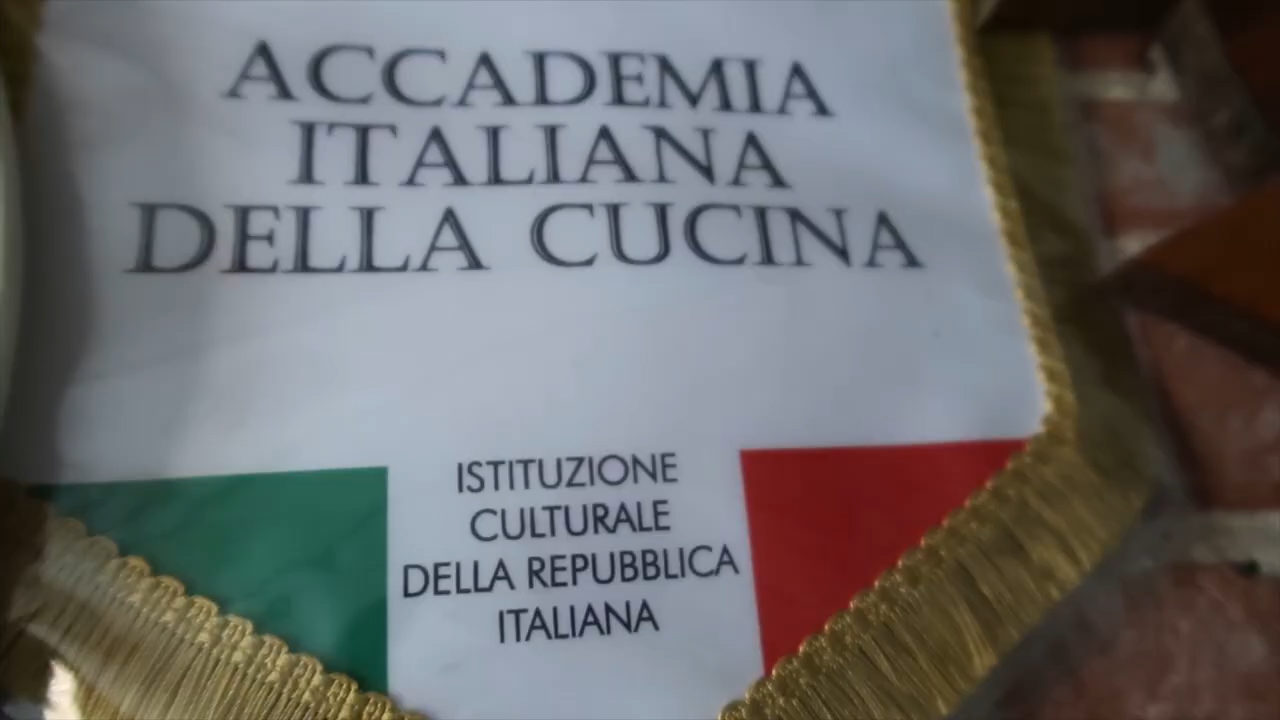 ACCADEMIA
ITALIANA
DELLA CUCINA
ISTITUZIONE
CULTURALE
DELLA REPUBBLICA
ITALIANA